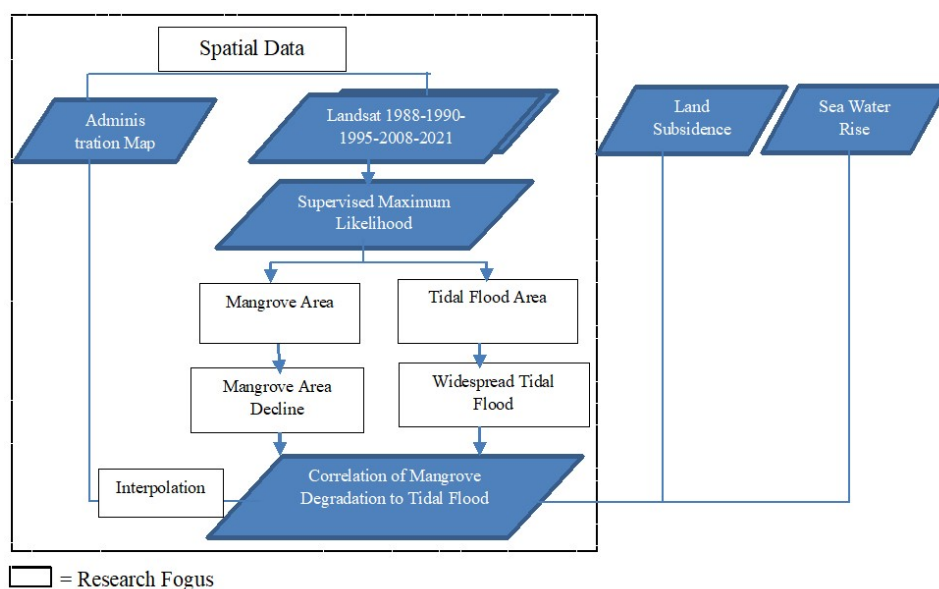 Spatial Data
Adminis
tration Map
Landsat 1988-1990-
1995-2008-2021
Land
Subsidence
Sea Water
Rise
Supervised Maximum
Likelihood
Mangrove Area
Tidal Flood Area
Mangrove Area
Decline
Widespread Tidal
Flood
Interpolation
Correlation of Mangrove
Degradation to Tidal Flood
= Research Fogus